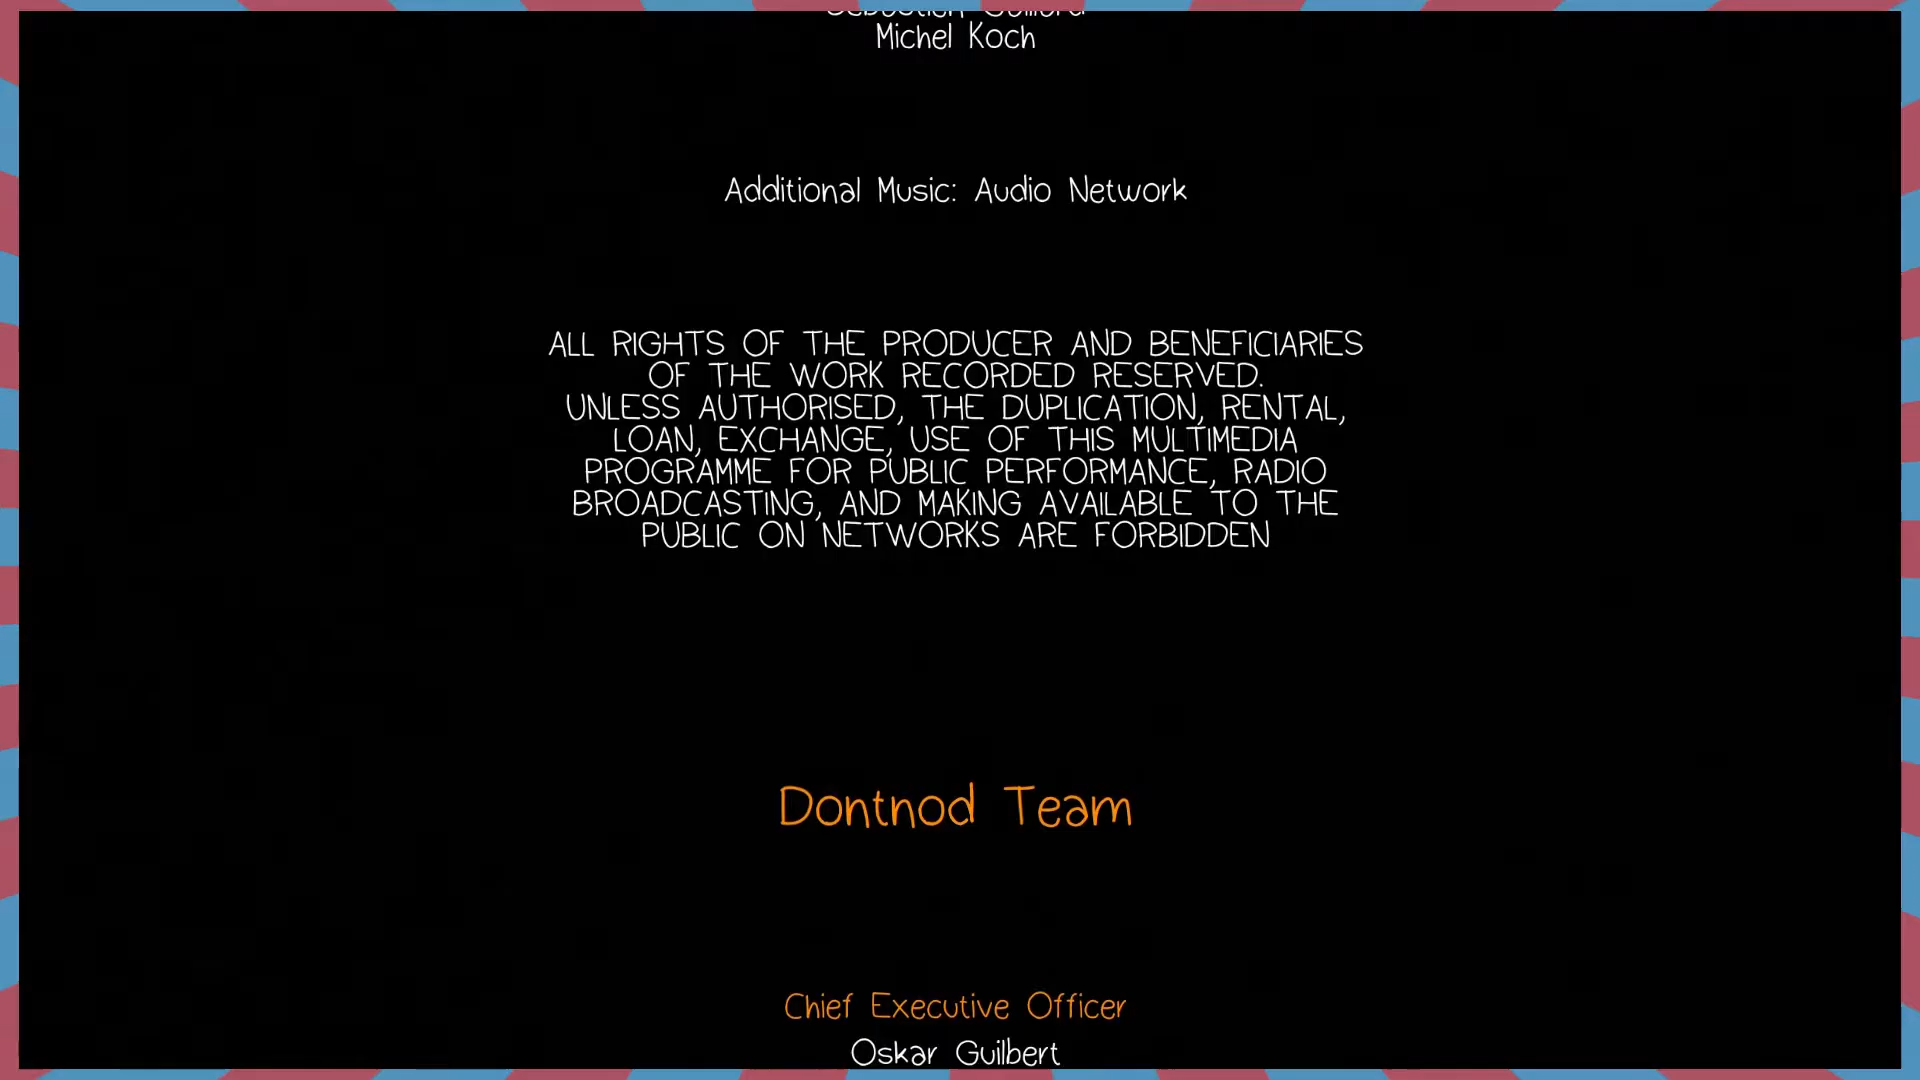 Michel Koch
Additional Music: Audio Network
ALL RIGHTS OF THE PRODUCER AND BENEFICIARIES
OF THE WORK RECORDED RESERVED.
UNLESS AUTHORISED, THE DUPLICATION, RENTAL,
LOAN, EXCHANGE, USE OF THIS MULTIMEDIA
PROGRAMME FOR PUBLIC PERFORMANCE, RADIO
BROADCASTING, AND MAKING AVAILABLE TO THE
PUBLIC ON NETWORKS ARE FORBIDDEN
Dontnod Team
Chief Executive Officer
Oskar Guilbert